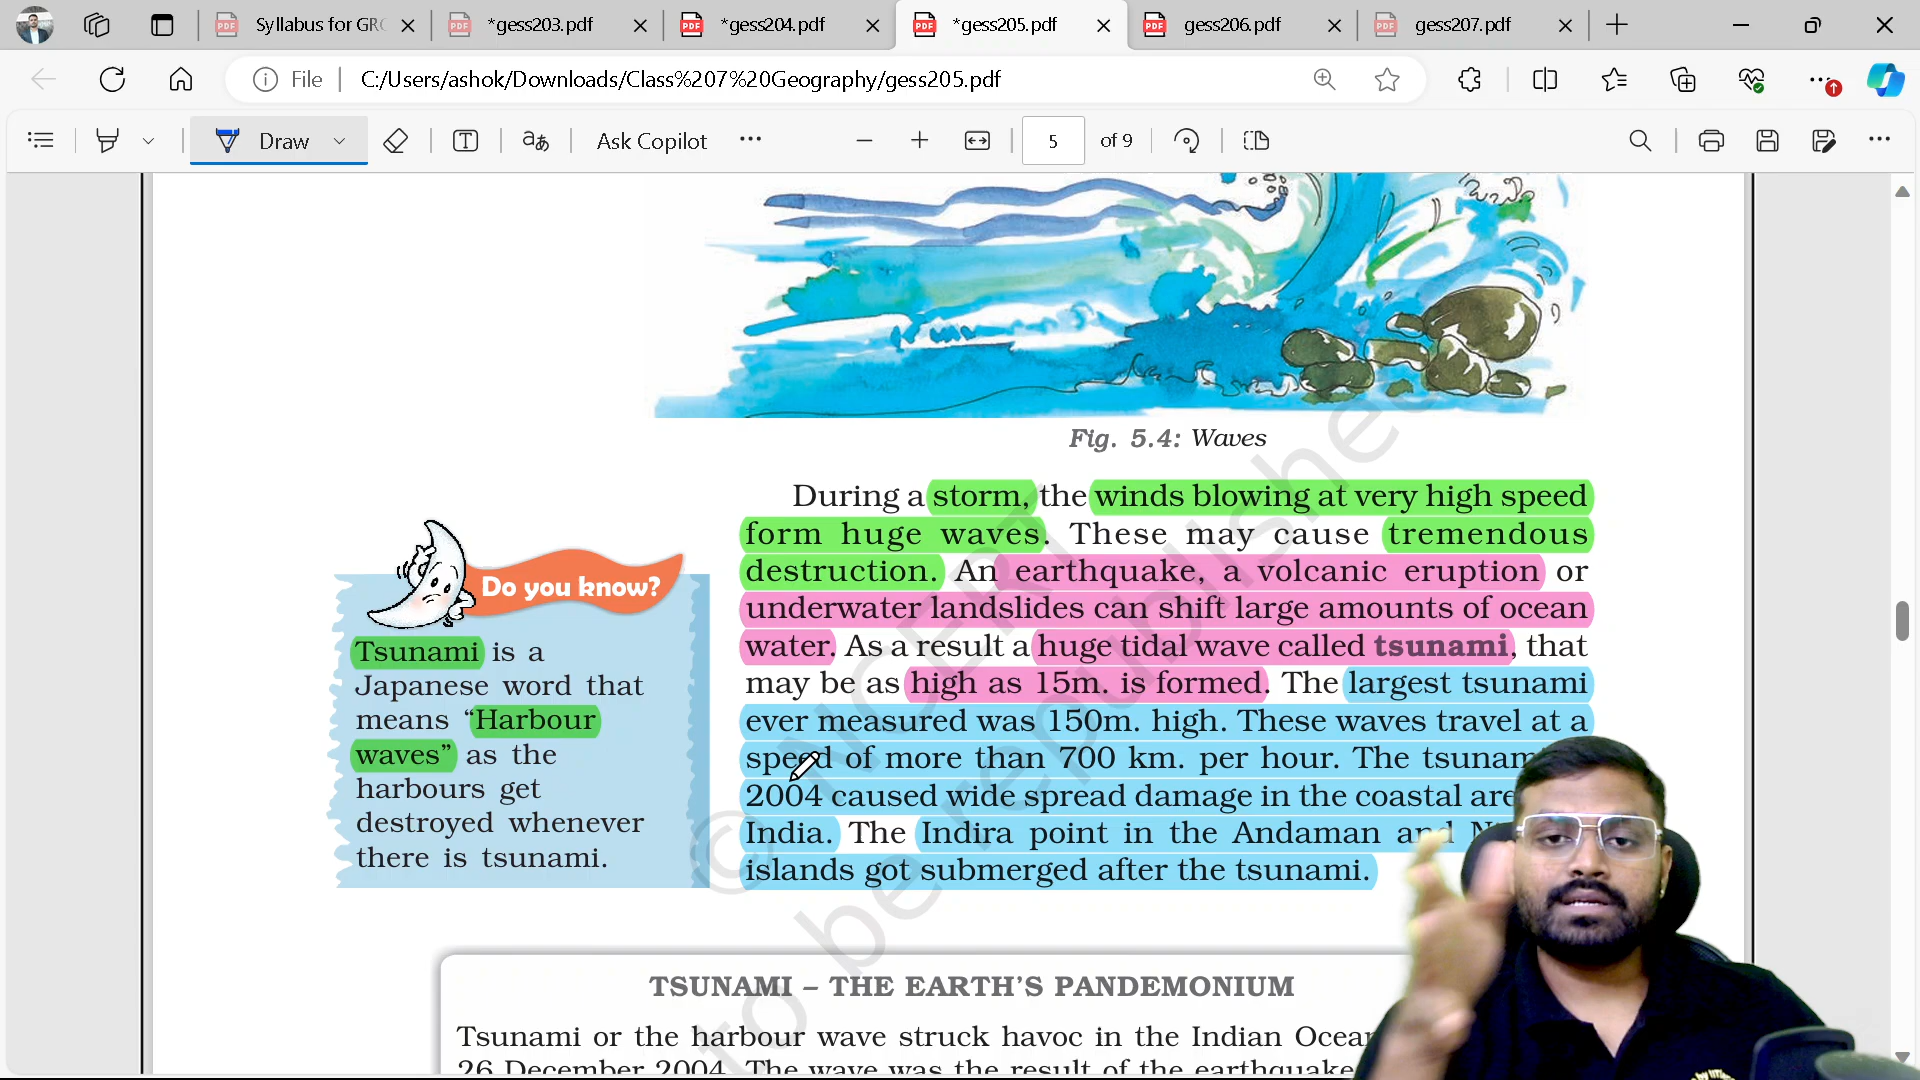 Syllabus for GR
*gess203.pdf
*gess204.pdf
*gess205.pdf
gess206.pdf
gess207.pdf
File
C:/Users/ashok/Downloads/Class%207%20Geography/gess205.pdf
Draw
Ask Copilot
5
of 9
Fig. 5.4: Waves
During a storm, the winds blowing at very high speed
form huge waves. These may cause tremendous
destruction. An earthquake, a volcanic eruption or
underwater landslides can shift large amounts of ocean
water. As a result a huge tidal wave called tsunami, that
may be as high as 15m. is formed. The largest tsunami
ever measured was 150m. high. These waves travel at a
speed of more than 700 km. per hour. The tsunam
2004 caused wide spread damage in the coastal are
India. The Indira point in the Andaman and N
islands got submerged after the tsunami.
Do you know?
Tsunami is a
Japanese word that
means “Harbour
waves” as the
harbours get
destroyed whenever
there is tsunami.
TSUNAMI – THE EARTH’S PANDEMONIUM
Tsunami or the harbour wave struck havoc in the Indian Ocea
26 December 2004. The wave was the result of the earthquake
© NCERT
to be republished